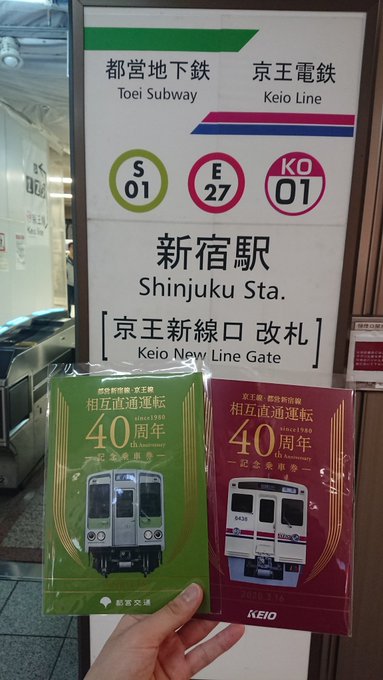 都営地下鉄
Toei Subway
京王電鉄
Keio Line
S
01
E
27
KO
01
新宿駅
Shinjuku Sta.
[京王新線口 改札]
Keio New Line Gate
都営新宿線・京王線
相互直通運転
since1980
40周年
th Anniversary
記念乗車券
都営交通
京王線・都営新宿線
相互直通運転
since1980
40周年
th Anniversary
記念乗車券
6436
2020.3.16
KEIO